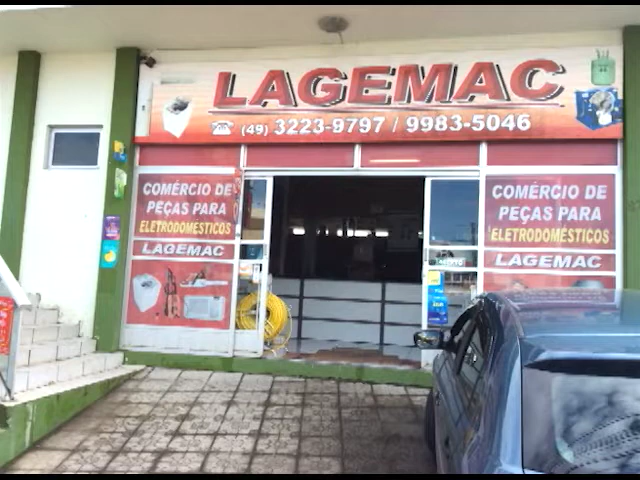 LAGEMAC
(49) 3223-9797 / 9983-5046
COMÉRCIO DE
PEÇAS PARA
ELETRODOMÉSTICOS
LAGEMAC
COMÉRCIO DE
PEÇAS PARA
ELETRODOMÉSTICOS
LAGEMAC